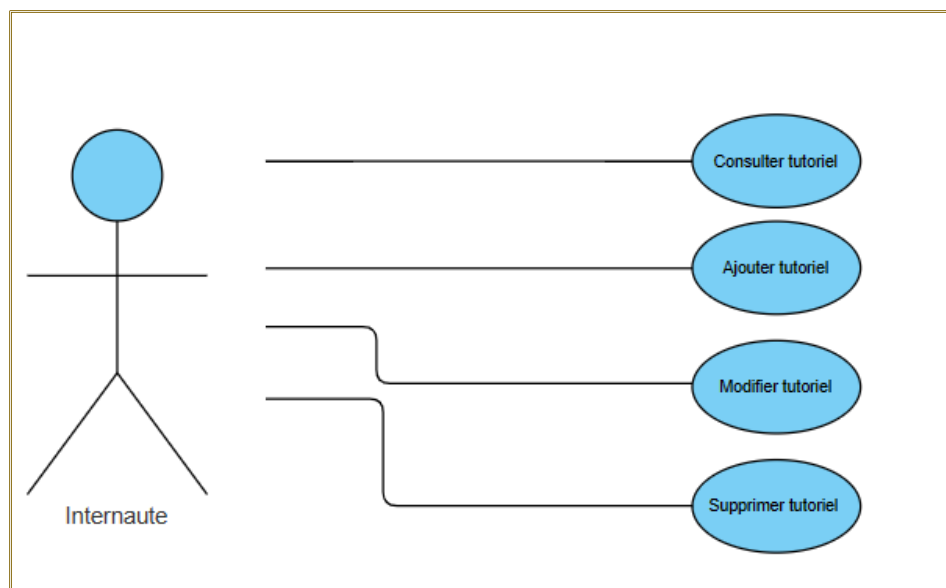 Consulter tutoriel
Ajouter tutoriel
Modifier tutoriel
Supprimer tutoriel
Internaute